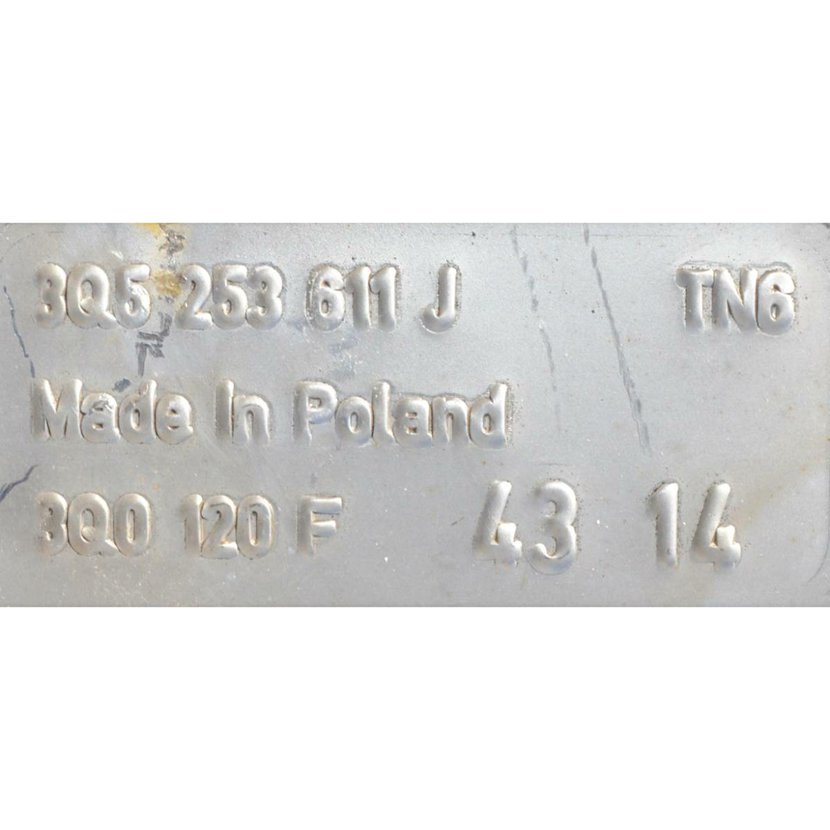 3Q5 253 611 J TN6
Made In Poland
3Q0 120 F 43 14